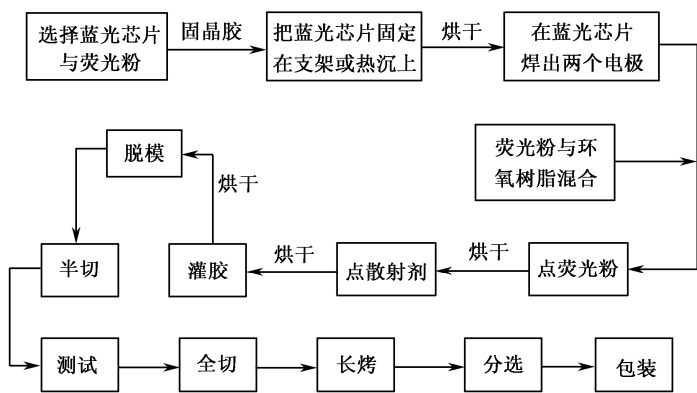 选择蓝光芯片
与荧光粉
固晶胶
把蓝光芯片固定
在支架或热沉上
烘干
在蓝光芯片
焊出两个电极
荧光粉与环
氧树脂混合
点荧光粉
烘干
点散射剂
烘干
灌胶
烘干
脱模
半切
测试
全切
长烤
分选
包装